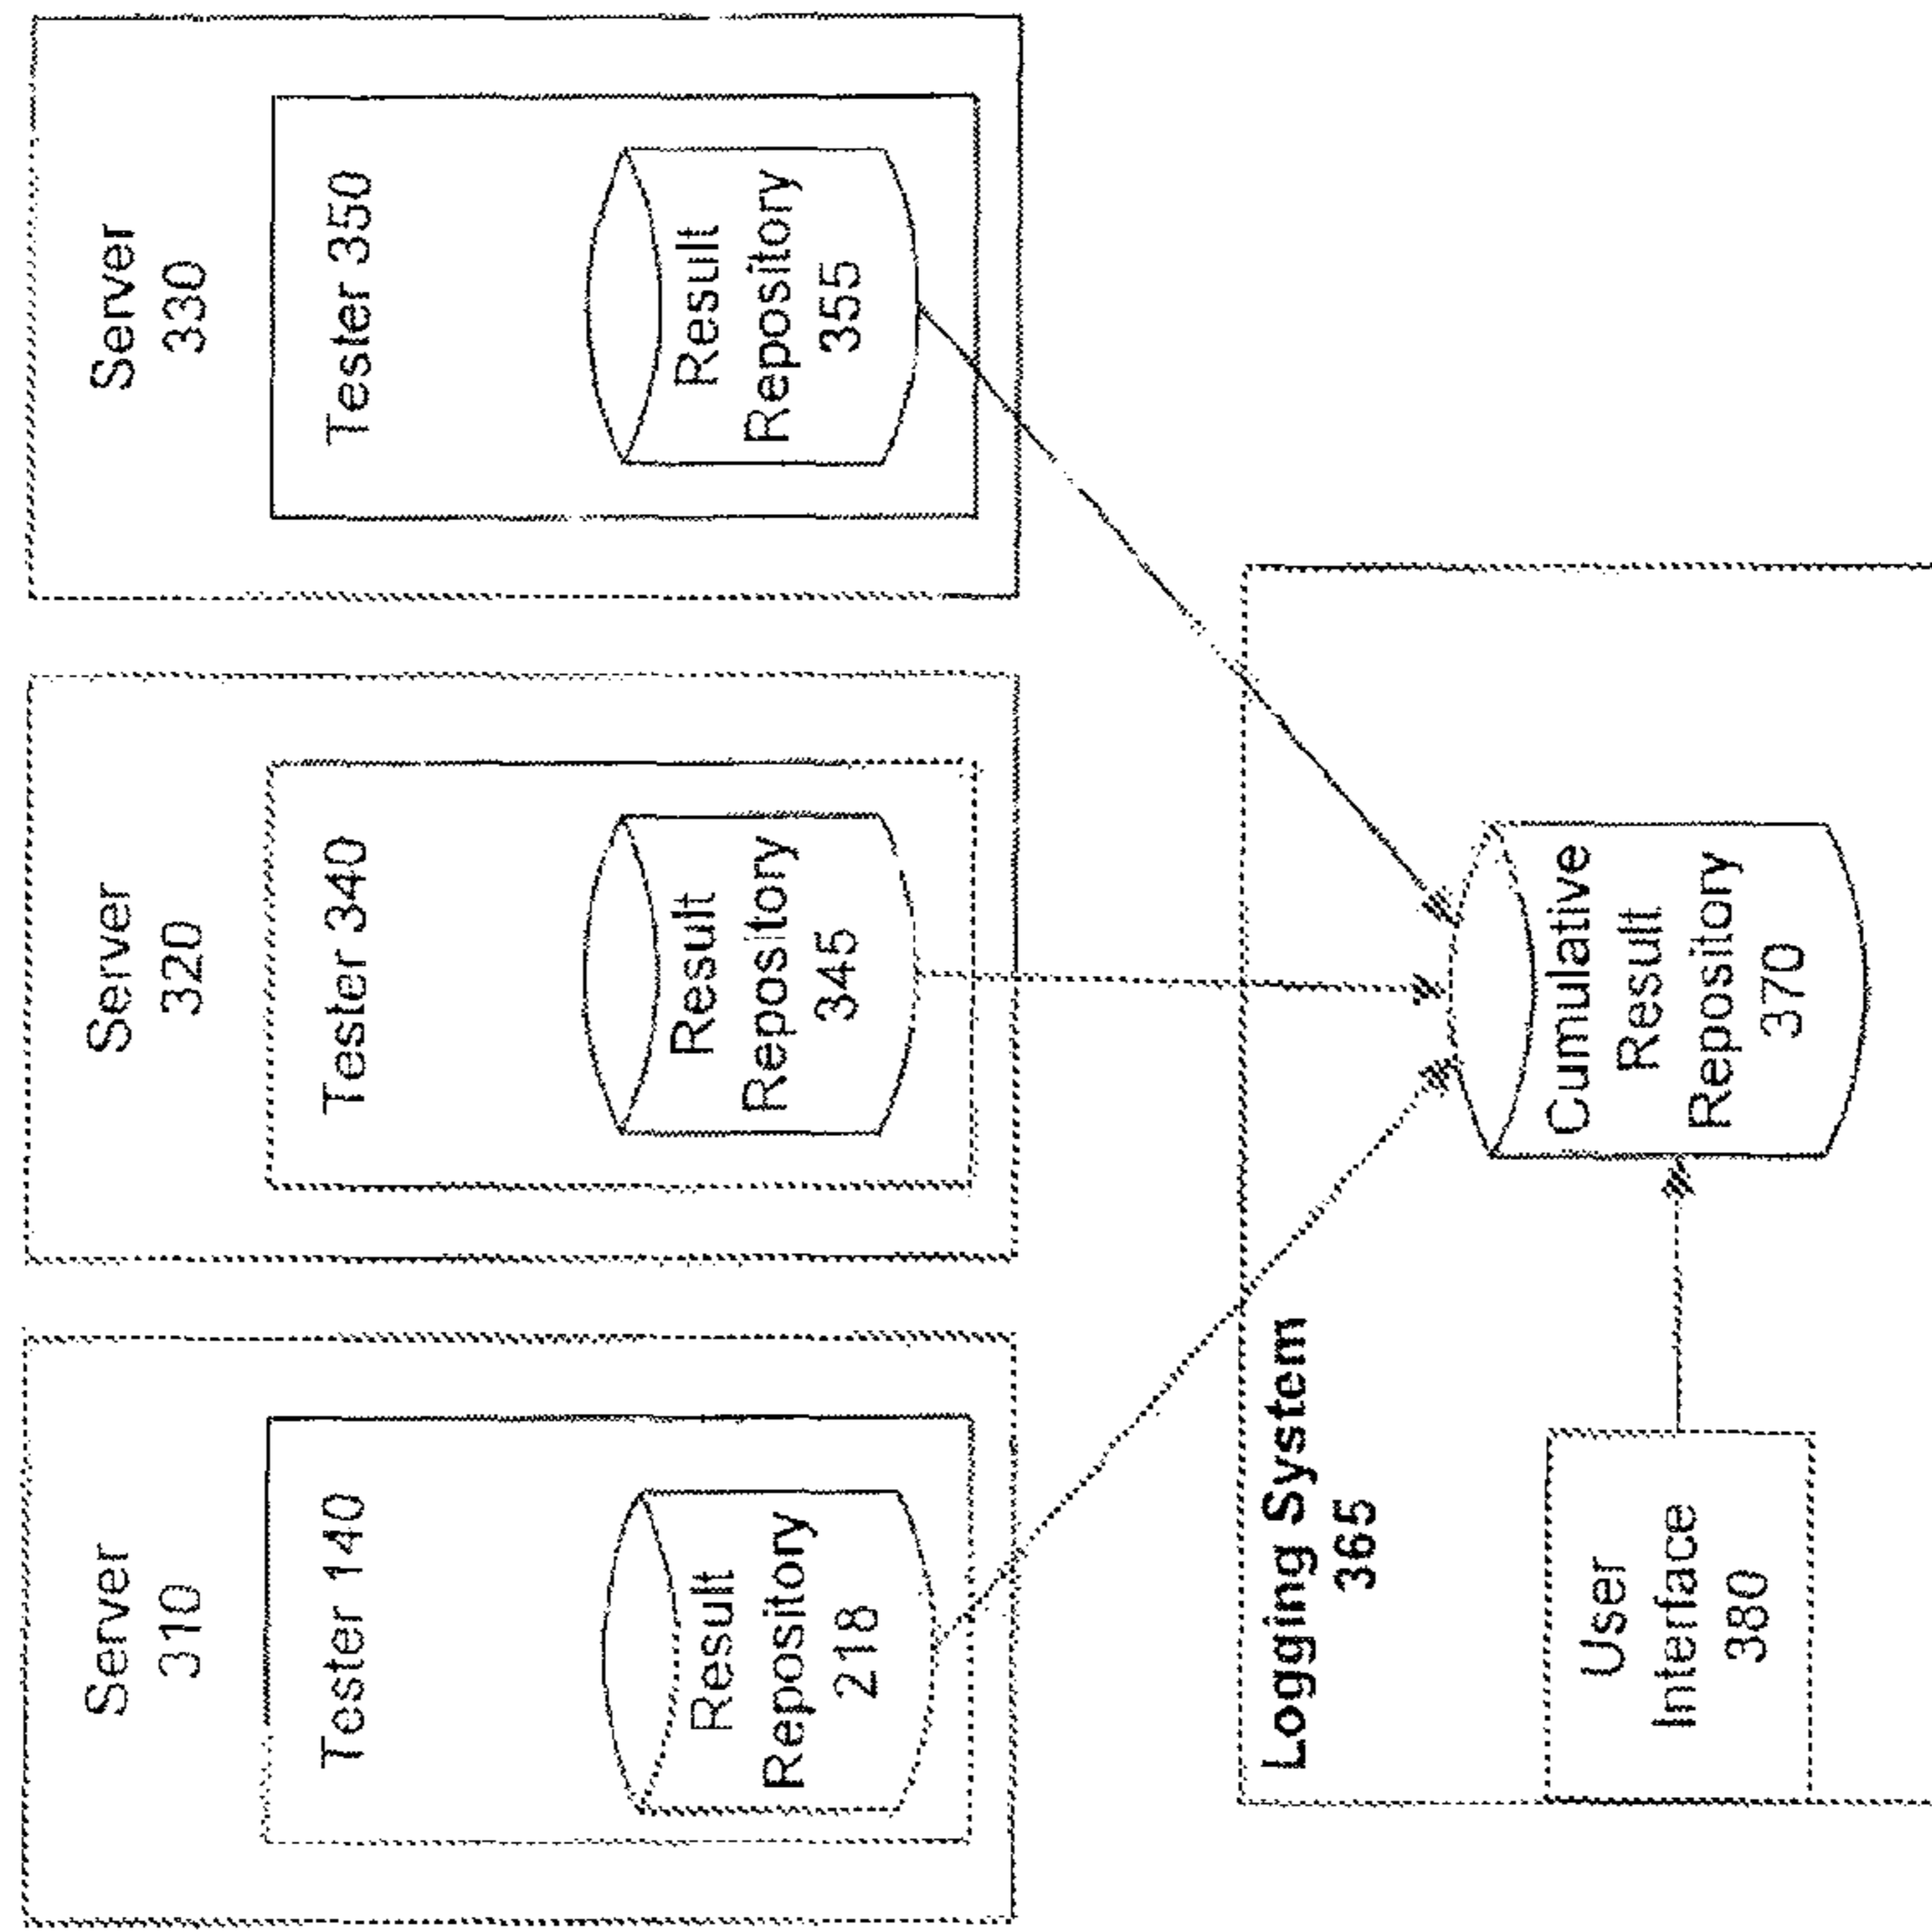 Server
310
Tester 140
Result
Repository
218
Server
320
Tester 340
Result
Repository
345
Server
330
Tester 350
Result
Repository
355
Logging System
365
User
Interface
380
Cumulative
Result
Repository
370